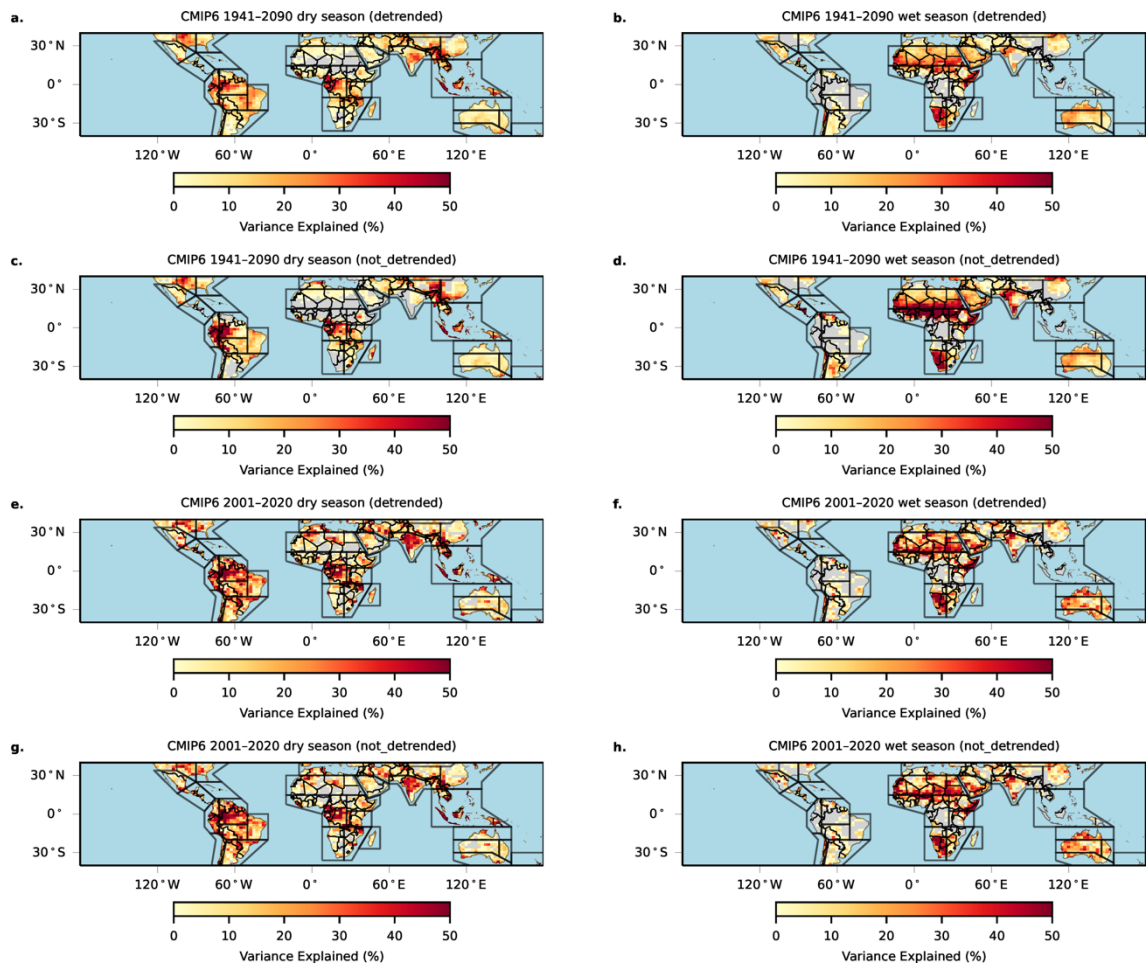 a. CMIP6 1941–2090 dry season (detrended)
30°N
0°
30°S
120°W 60°W 0° 60°E 120°E
0 10 20 30 40 50
Variance Explained (%)
b. CMIP6 1941–2090 wet season (detrended)
30°N
0°
30°S
120°W 60°W 0° 60°E 120°E
0 10 20 30 40 50
Variance Explained (%)
c. CMIP6 1941–2090 dry season (not_detrended)
30°N
0°
30°S
120°W 60°W 0° 60°E 120°E
0 10 20 30 40 50
Variance Explained (%)
d. CMIP6 1941–2090 wet season (not_detrended)
30°N
0°
30°S
120°W 60°W 0° 60°E 120°E
0 10 20 30 40 50
Variance Explained (%)
e. CMIP6 2001–2020 dry season (detrended)
30°N
0°
30°S
120°W 60°W 0° 60°E 120°E
0 10 20 30 40 50
Variance Explained (%)
f. CMIP6 2001–2020 wet season (detrended)
30°N
0°
30°S
120°W 60°W 0° 60°E 120°E
0 10 20 30 40 50
Variance Explained (%)
g. CMIP6 2001–2020 dry season (not_detrended)
30°N
0°
30°S
120°W 60°W 0° 60°E 120°E
0 10 20 30 40 50
Variance Explained (%)
h. CMIP6 2001–2020 wet season (not_detrended)
30°N
0°
30°S
120°W 60°W 0° 60°E 120°E
0 10 20 30 40 50
Variance Explained (%)